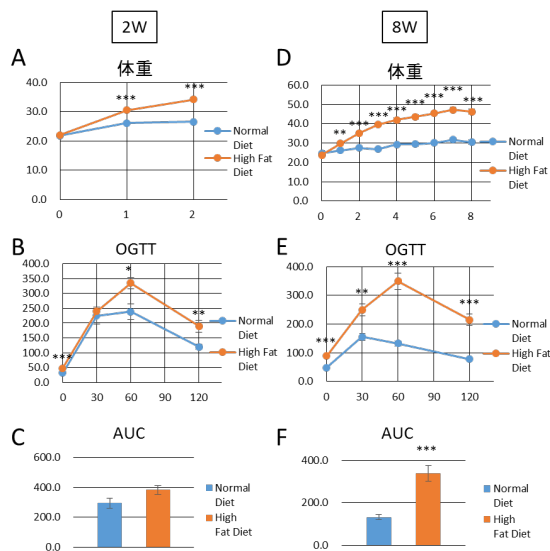 2W
A
体重
40.0
30.0
20.0
10.0
0.0
***
***
0
1
2
Normal
Diet
High Fat
Diet
B
OGTT
400.0
350.0
300.0
250.0
200.0
150.0
100.0
50.0
0.0
***
*
**
0
30
60
90
120
Normal
Diet
High Fat
Diet
C
AUC
600.0
400.0
200.0
0.0
Normal
Diet
High
Fat Diet
8W
D
体重
60.0
50.0
40.0
30.0
20.0
10.0
0.0
**
***
***
***
***
***
***
***
0
2
4
6
8
Normal
Diet
High Fat
Diet
E
OGTT
400.0
300.0
200.0
100.0
0.0
***
**
***
***
0
30
60
90
120
Normal
Diet
High Fat
Diet
F
AUC
400.0
200.0
0.0
***
Normal
Diet
High
Fat Diet